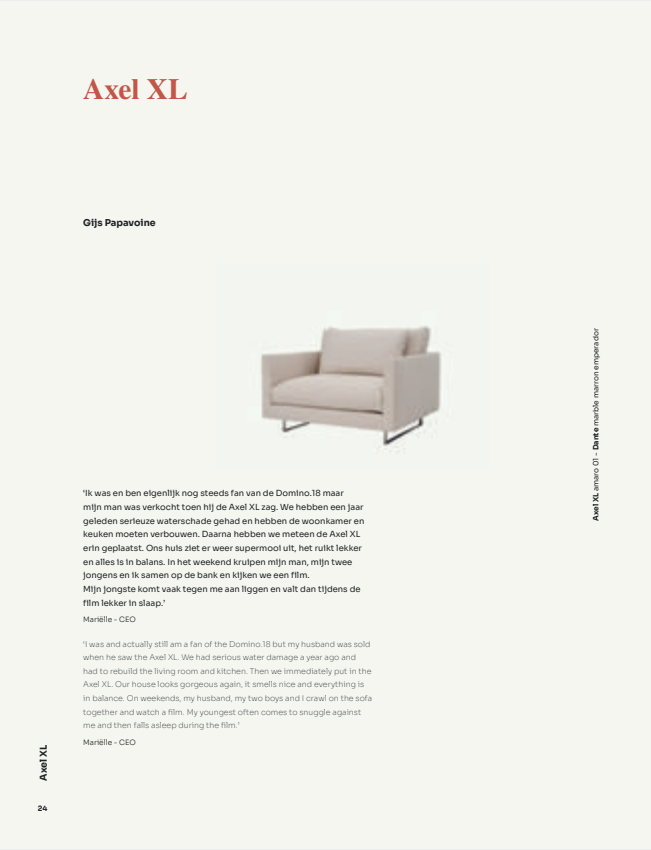 Axel XL
Gijs Papavoine
Axel XL amaro 01 - Dante marble marron emperador
'Ik was en ben eigenlijk nog steeds fan van de Domino.18 maar
mijn man was verkocht toen hij de Axel XL zag. We hebben een jaar
geleden serieuze waterschade gehad en hebben de woonkamer en
keuken moeten verbouwen. Daarna hebben we meteen de Axel XL
erin geplaatst. Ons huis ziet er weer supermooi uit, het ruikt lekker
en alles is in balans. In het weekend kruipen mijn man, mijn twee
jongens en ik samen op de bank en kijken we een film.
Mijn jongste komt vaak tegen me aan liggen en valt dan tijdens de
film lekker in slaap.'
Mariëlle - CEO
'I was and actually still am a fan of the Domino.18 but my husband was sold
when he saw the Axel XL. We had serious water damage a year ago and
had to rebuild the living room and kitchen. Then we immediately put in the
Axel XL. Our house looks gorgeous again, it smells nice and everything is
in balance. On weekends, my husband, my two boys and I crawl on the sofa
together and watch a film. My youngest often comes to snuggle against
me and then falls asleep during the film.'
Mariëlle - CEO
Axel XL
24